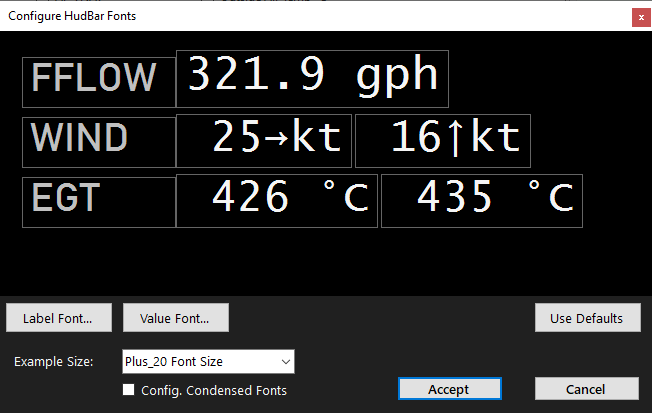 Configure HudBar Fonts
x
FFLOW 321.9 gph
WIND 25→kt 16↑kt
EGT 426 °C 435 °C
Label Font... Value Font... Use Defaults
Example Size: Plus_20 Font Size
Config. Condensed Fonts Accept Cancel